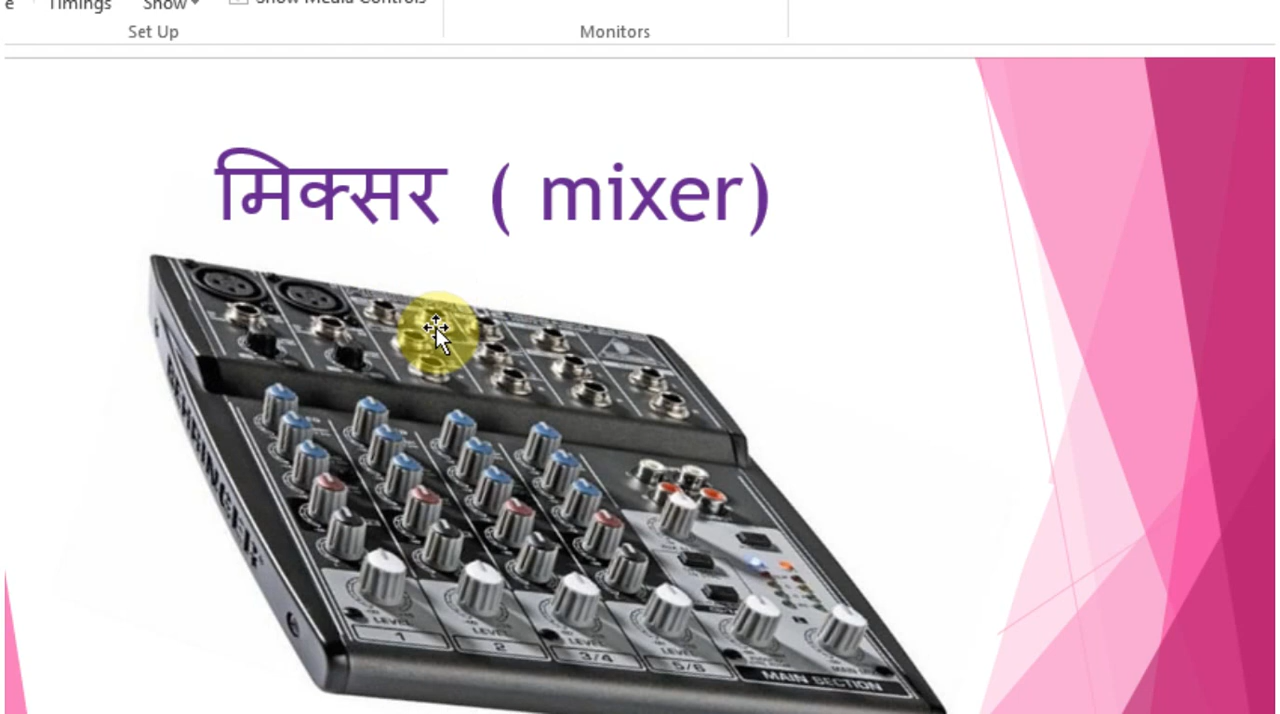 Timings Show Show Media Controls
Set Up Monitors
मिक्सर ( mixer)
BEHRINGER
LEVEL LEVEL LEVEL LEVEL
1 2 3/4 5/6
MAIN SECTION